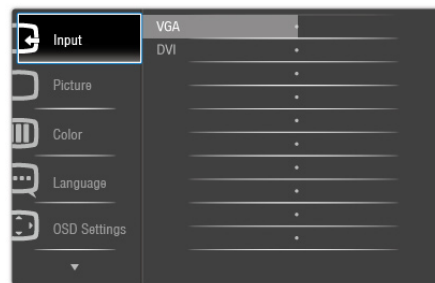 Input
Picture
Color
Language
OSD Settings
VGA
DVI